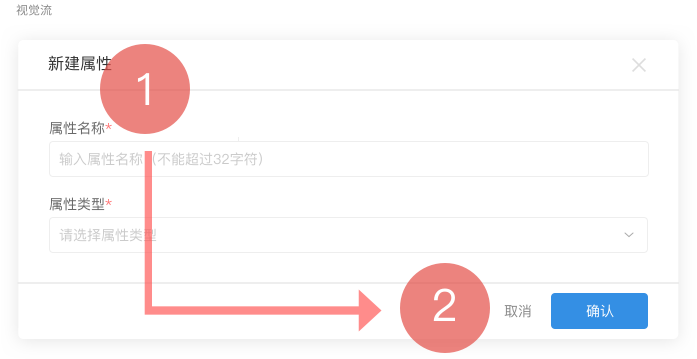 视觉流
新建属性
1
属性名称*
输入属性名称（不能超过32字符）
属性类型*
请选择属性类型
2
取消
确认